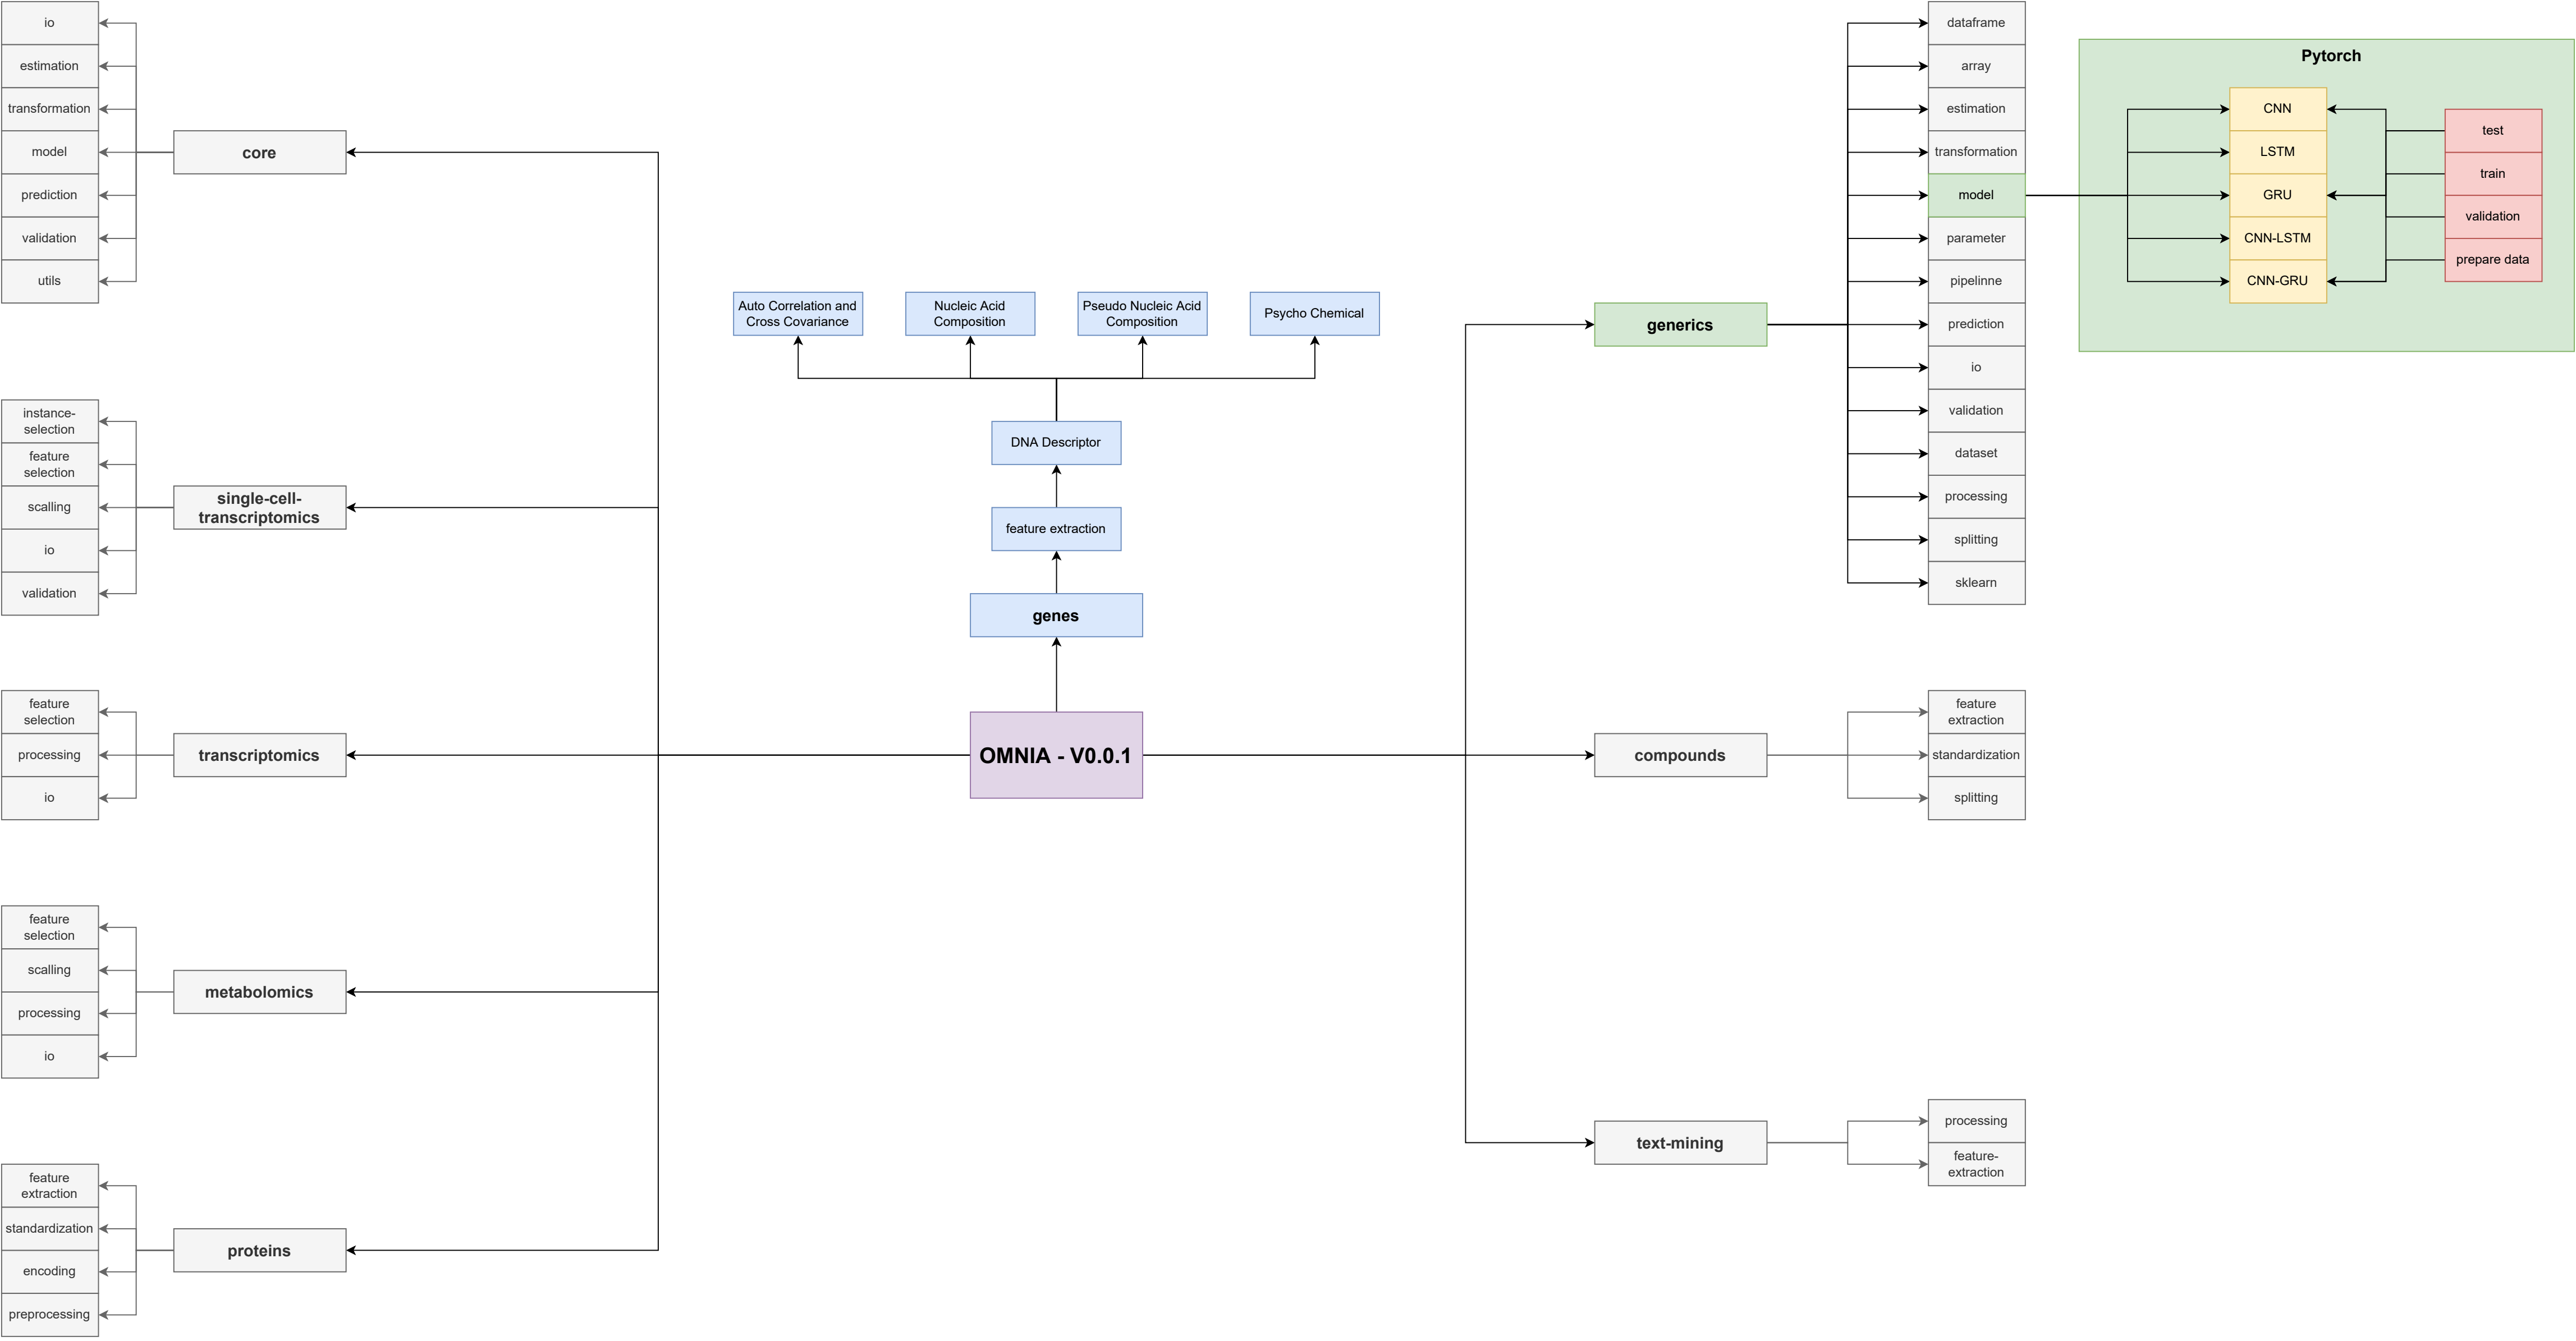 io
estimation
transformation
model
prediction
validation
utils
core
instance-
selection
feature
selection
scalling
io
validation
single-cell-
transcriptomics
feature
selection
processing
io
transcriptomics
feature
selection
scalling
processing
io
metabolomics
feature
extraction
standardization
encoding
preprocessing
proteins
Auto Correlation and
Cross Covariance
Nucleic Acid
Composition
Pseudo Nucleic Acid
Composition
Psycho Chemical
DNA Descriptor
feature extraction
genes
OMNIA - V0.0.1
generics
dataframe
array
estimation
transformation
model
parameter
pipelinne
prediction
io
validation
dataset
processing
splitting
sklearn
Pytorch
CNN
LSTM
GRU
CNN-LSTM
CNN-GRU
test
train
validation
prepare data
compounds
feature
extraction
standardization
splitting
text-mining
processing
feature-
extraction